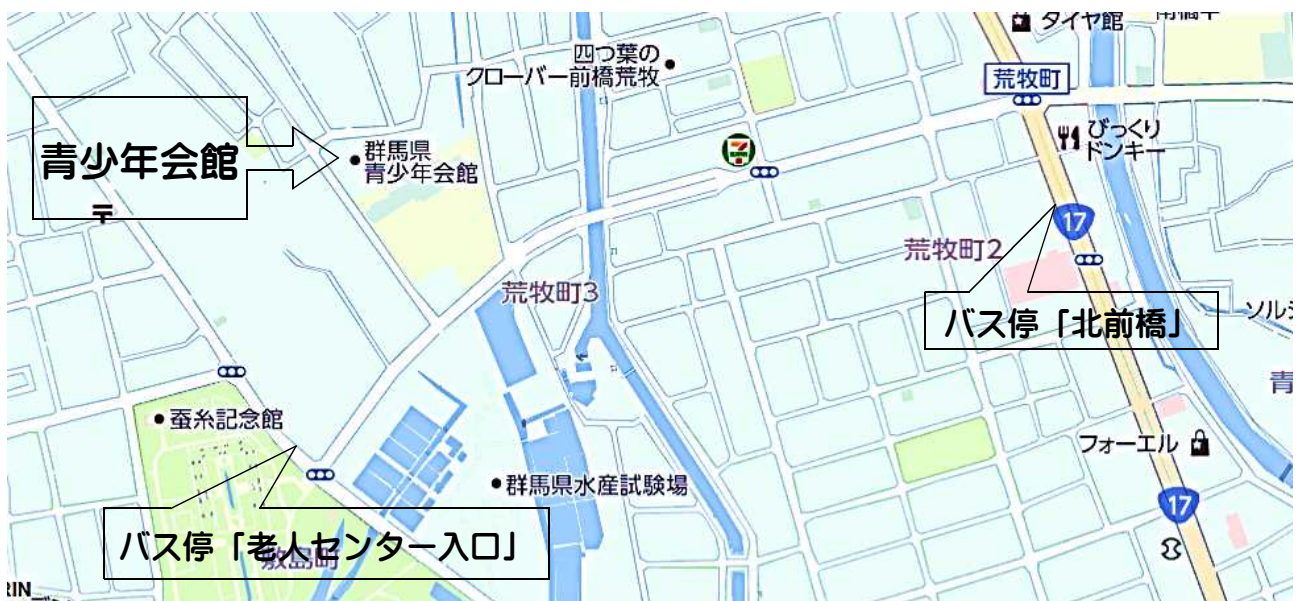 タイヤ館
四つ葉の
クローバー前橋荒牧
荒牧町
びっくり
ドンキー
青少年会館
群馬県
青少年会館
17
荒牧町2
荒牧町3
バス停「北前橋」
蚕糸記念館
フォーエル
群馬県水産試験場
17
バス停「老人センター入口」
敷島町